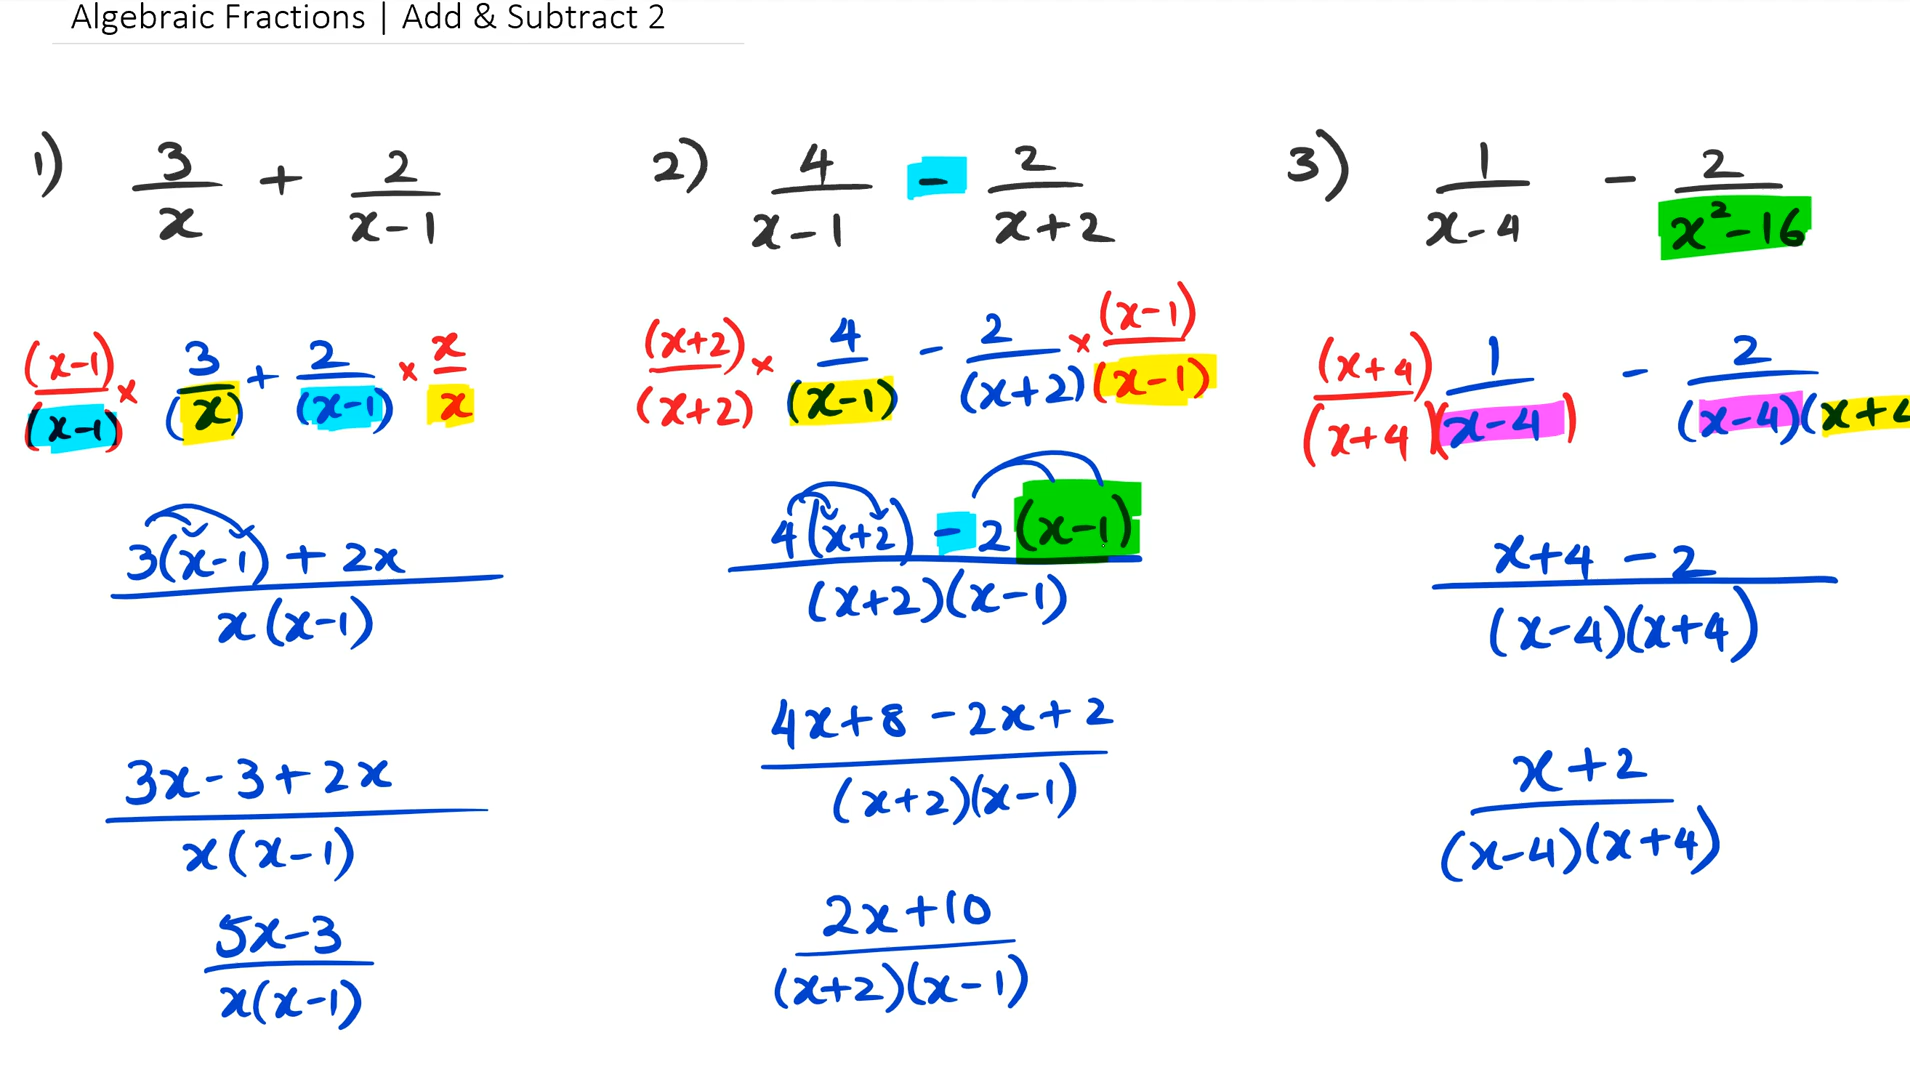 Algebraic Fractions | Add & Subtract 2
1) 3/x + 2/(x-1)
(x-1)/(x-1) × 3/(x) + 2/(x-1) × x/x
(3(x-1) + 2x)/(x(x-1))
(3x-3+2x)/(x(x-1))
(5x-3)/(x(x-1))
2) 4/(x-1) - 2/(x+2)
(x+2)/(x+2) × 4/(x-1) - 2/(x+2) × (x-1)/(x-1)
(4(x+2) - 2(x-1))/((x+2)(x-1))
(4x+8-2x+2)/((x+2)(x-1))
(2x+10)/((x+2)(x-1))
3) 1/(x-4) - 2/(x²-16)
(x+4)/(x+4) 1/(x-4) - 2/((x-4)(x+4
(x+4-2)/((x-4)(x+4))
(x+2)/((x-4)(x+4))